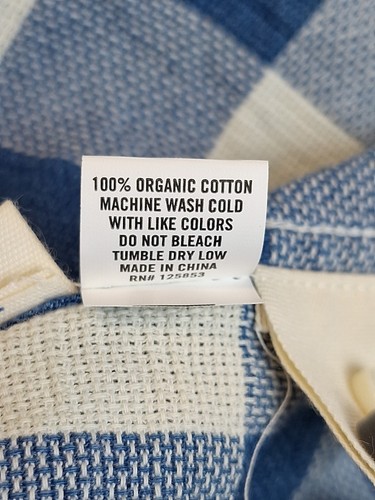 100% ORGANIC COTTON
MACHINE WASH COLD
WITH LIKE COLORS
DO NOT BLEACH
TUMBLE DRY LOW
MADE IN CHINA
RN# 125853